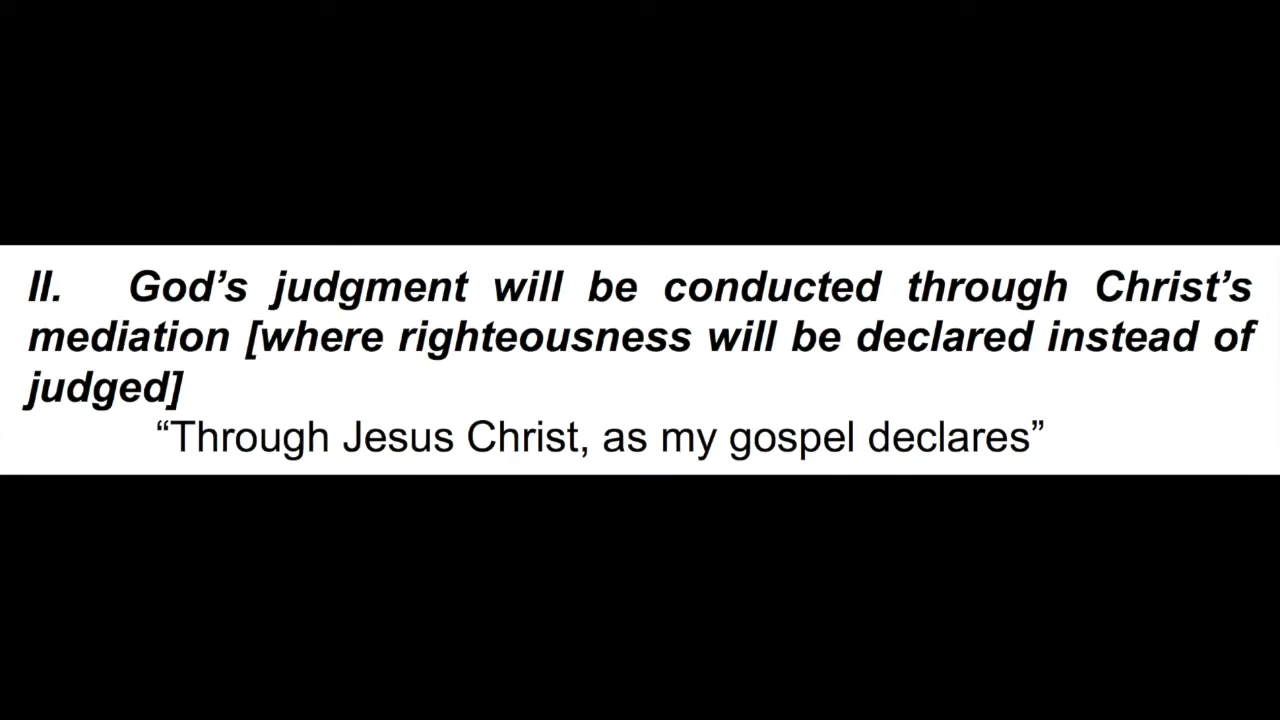 II. God’s judgment will be conducted through Christ’s
mediation [where righteousness will be declared instead of
judged]
“Through Jesus Christ, as my gospel declares”